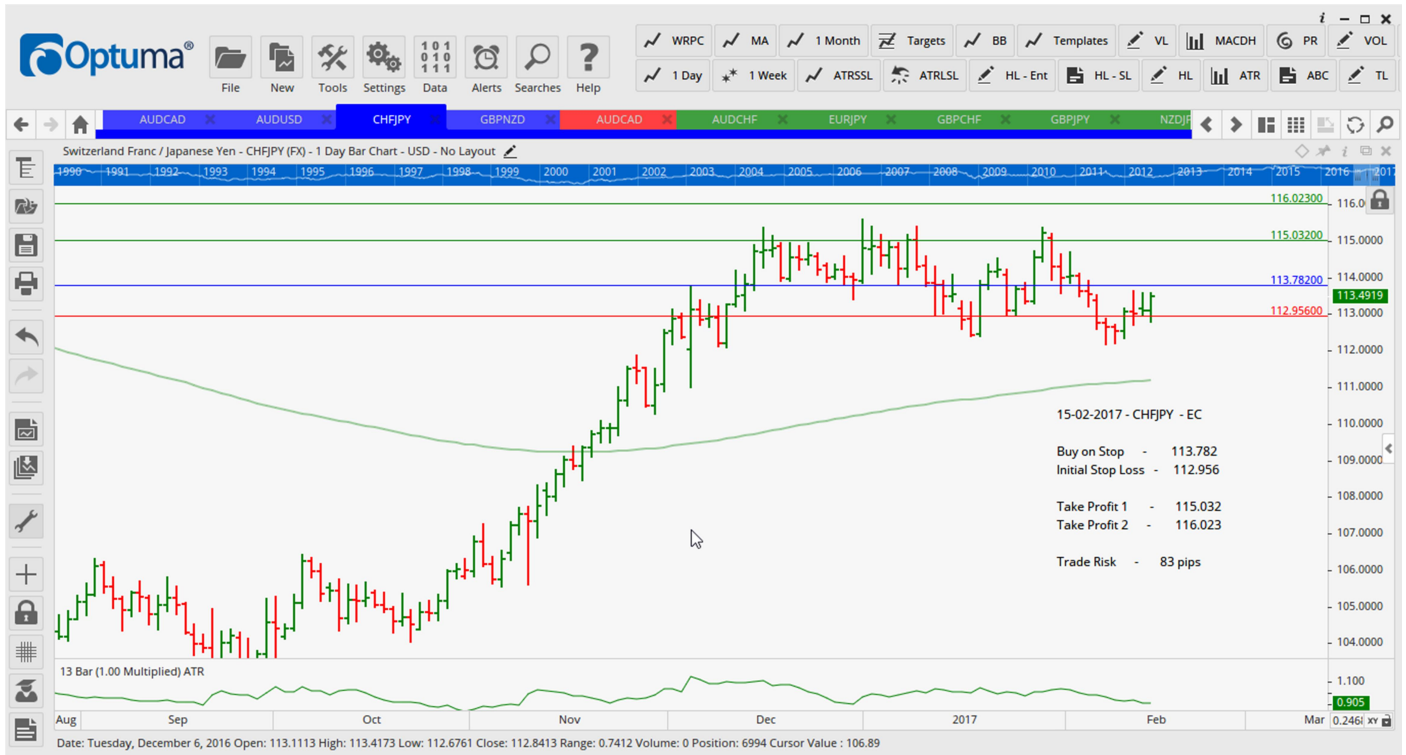 Optuma®
File New Tools Settings Data Alerts Searches Help
WRPC MA 1 Month Targets BB Templates VL MACDH PR VOL
1 Day 1 Week ATRSSL ATRLSL HL - Ent HL - SL HL ATR ABC TL
AUDCAD AUDUSD CHFJPY GBPNZD AUDCAD AUDCHF EURJPY GBPCHF GBPJPY
Switzerland Franc / Japanese Yen - CHFJPY (FX) - 1 Day Bar Chart - USD - No Layout
1990 1991 1992 1993 1994 1995 1996 1997 1998 1999 2000 2001 2002 2003 2004 2005 2006 2007 2008 2009 2010 2011 2012 2013 2014 2015 2016 2017
116.02300
115.03200 115.0000
113.78200 114.0000
113.4919
112.95600 113.0000
112.0000
111.0000
15-02-2017 - CHFJPY - EC
110.0000
Buy on Stop - 113.782
109.0000
Initial Stop Loss - 112.956
108.0000
Take Profit 1 - 115.032
Take Profit 2 - 116.023
107.0000
Trade Risk - 83 pips
106.0000
105.0000
104.0000
13 Bar (1.00 Multiplied) ATR
1.100
0.905
Aug Sep Oct Nov Dec 2017 Feb Mar XY
Date: Tuesday, December 6, 2016 Open: 113.1113 High: 113.4173 Low: 112.6761 Close: 112.8413 Range: 0.7412 Volume: 0 Position: 6994 Cursor Value : 106.89